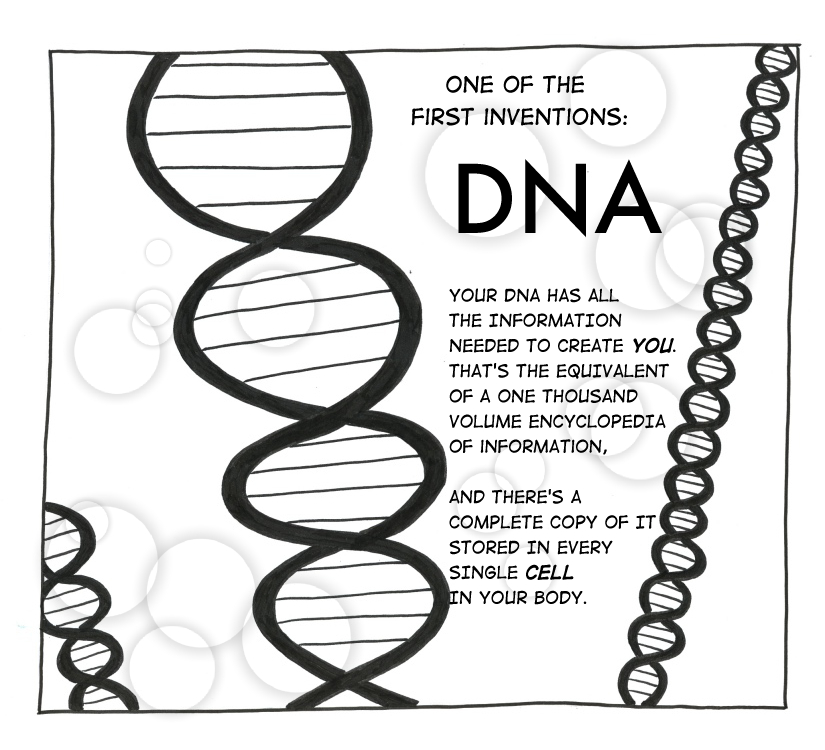 ONE OF THE
FIRST INVENTIONS:
DNA
YOUR DNA HAS ALL
THE INFORMATION
NEEDED TO CREATE YOU.
THAT'S THE EQUIVALENT
OF A ONE THOUSAND
VOLUME ENCYCLOPEDIA
OF INFORMATION,
AND THERE'S A
COMPLETE COPY OF IT
STORED IN EVERY
SINGLE CELL
IN YOUR BODY.